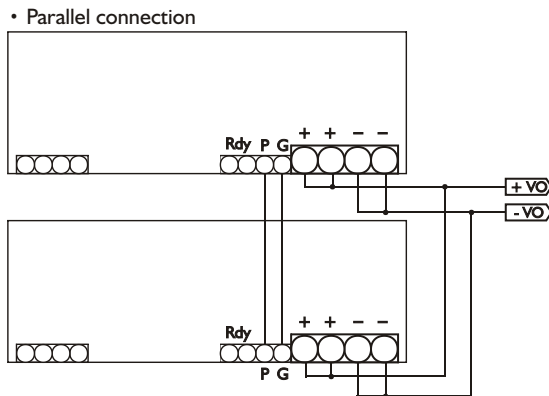 • Parallel connection
+ + − −
Rdy P G
+ VO
- VO
+ + − −
Rdy
P G